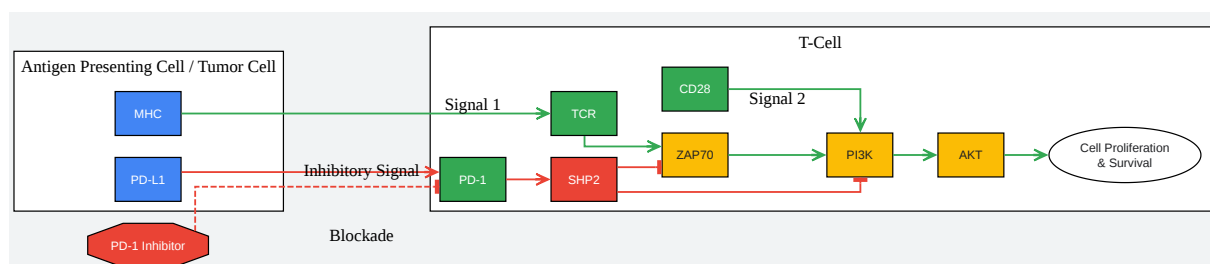 T-Cell
Antigen Presenting Cell / Tumor Cell
CD28
Signal 2
MHC
Signal 1
TCR
ZAP70
PI3K
AKT
Cell Proliferation
& Survival
PD-L1
Inhibitory Signal
PD-1
SHP2
PD-1 Inhibitor
Blockade